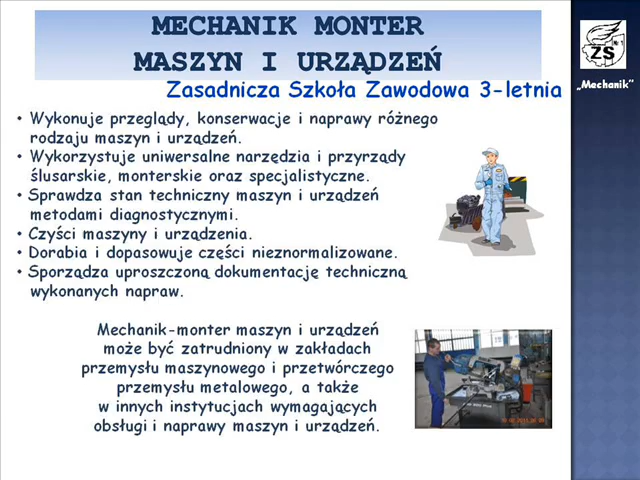 MECHANIK MONTER
MASZYN I URZĄDZEŃ
Zasadnicza Szkoła Zawodowa 3-letnia
ZS
„Mechanik”
• Wykonuje przeglądy, konserwacje i naprawy różnego
rodzaju maszyn i urządzeń.
• Wykorzystuje uniwersalne narzędzia i przyrządy
ślusarskie, monterskie oraz specjalistyczne.
• Sprawdza stan techniczny maszyn i urządzeń
metodami diagnostycznymi.
• Czyści maszyny i urządzenia.
• Dorabia i dopasowuje części nieznormalizowane.
• Sporządza uproszczoną dokumentację techniczną
wykonanych napraw.
Mechanik-monter maszyn i urządzeń
może być zatrudniony w zakładach
przemysłu maszynowego i przetwórczego
przemysłu metalowego, a także
w innych instytucjach wymagających
obsługi i naprawy maszyn i urządzeń.